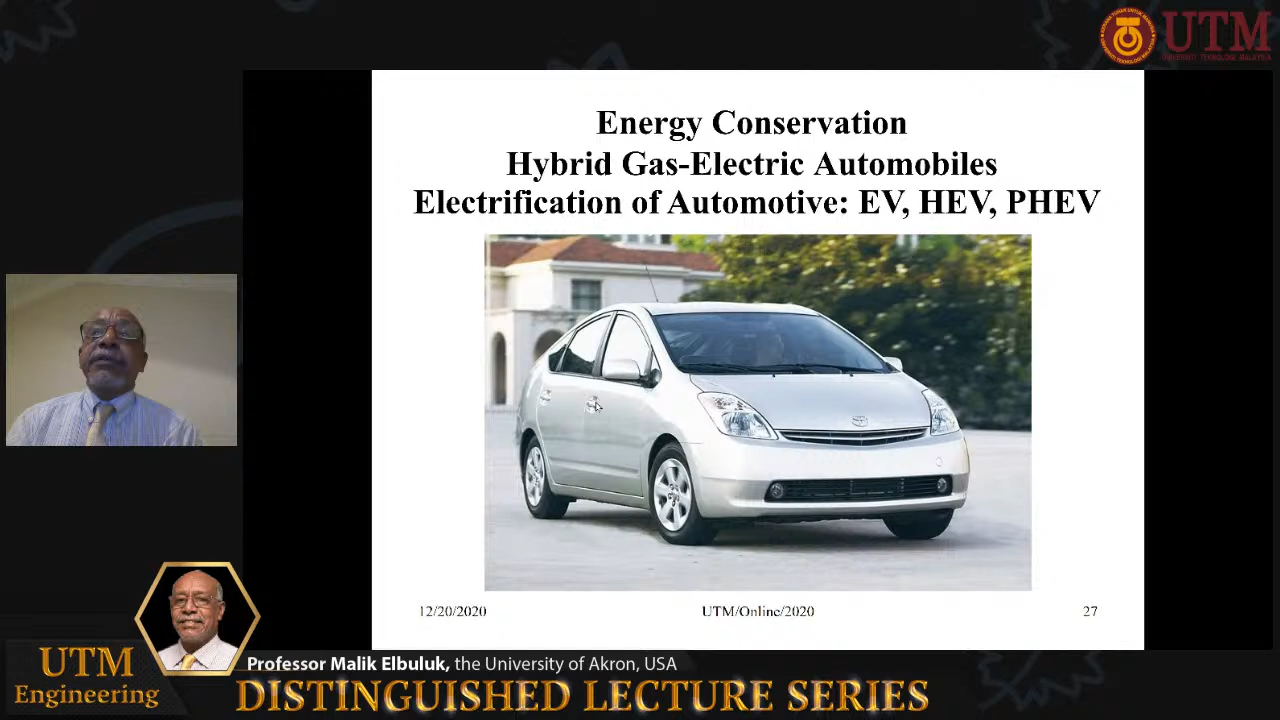 UTM
UNIVERSITI TEKNOLOGI MALAYSIA
Energy Conservation
Hybrid Gas-Electric Automobiles
Electrification of Automotive: EV, HEV, PHEV
12/20/2020
UTM/Online/2020
27
Professor Malik Elbuluk, the University of Akron, USA
UTM
Engineering
DISTINGUISHED LECTURE SERIES